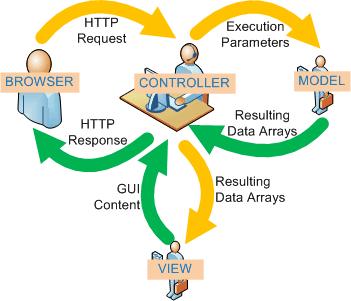 HTTP
Request
Execution
Parameters
BROWSER
CONTROLLER
MODEL
HTTP
Response
Resulting
Data Arrays
GUI
Content
Resulting
Data Arrays
VIEW